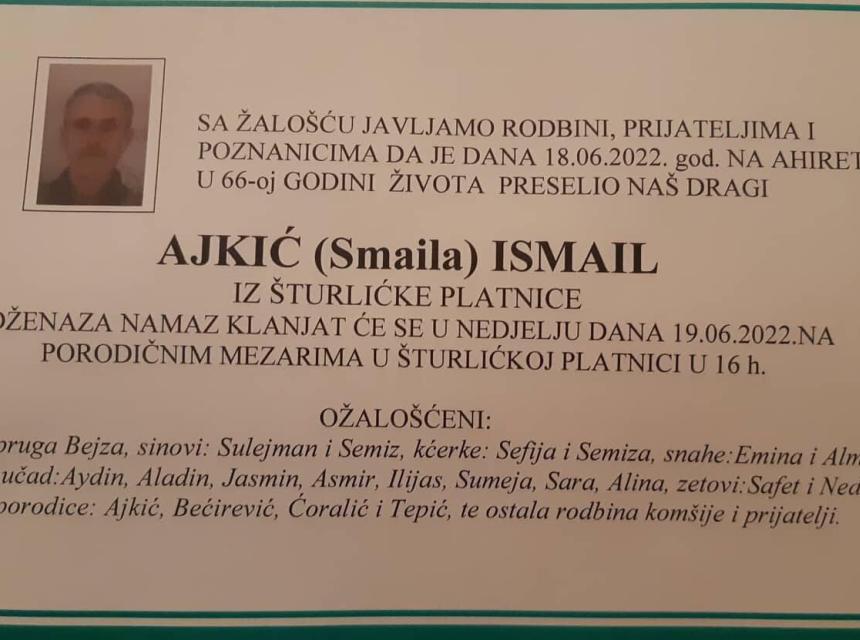 SA ŽALOŠĆU JAVLJAMO RODBINI, PRIJATELJIMA I
POZNANICIMA DA JE DANA 18.06.2022. god. NA AHIRET
U 66-oj GODINI ŽIVOTA PRESELIO NAŠ DRAGI
AJKIĆ (Smaila) ISMAIL
IZ ŠTURLIĆKE PLATNICE
DŽENAZA NAMAZ KLANJAT ĆE SE U NEDJELJU DANA 19.06.2022.NA
PORODIČNIM MEZARIMA U ŠTURLIĆKOJ PLATNICI U 16 h.
OŽALOŠĆENI:
Bejza, sinovi: Sulejman i Semiz, kćerke: Sefija i Semiza, snahe:Emina i
Aydin, Aladin, Jasmin, Asmir, Ilijas, Sumeja, Sara, Alina, zetovi:Safet i
porodice: Ajkić, Bećirević, Ćoralić i Tepić, te ostala rodbina komšije i prijatelji.